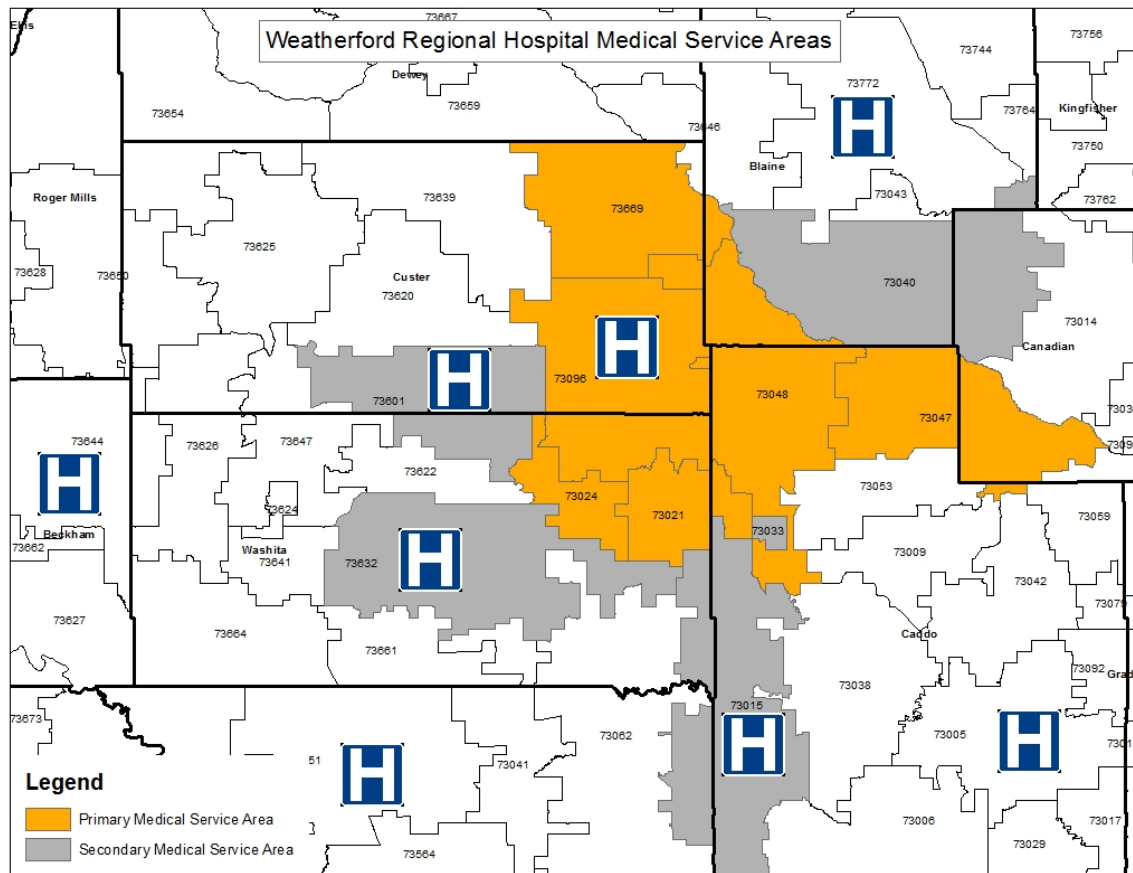 Ellis
73667
Weatherford Regional Hospital Medical Service Areas
73744
73756
Dewey
73772
73654
73659
73764
Kingfisher
73646
H
73750
Blaine
Roger Mills
73639
73669
73043
73762
73625
73628
73650
Custer
73620
73040
73014
Canadian
H
H
73096
73601
73048
73047
73644
73626
73647
73622
H
73024
73053
73021
73624
73059
Beckham
73033
73662
Washita
73641
73632
H
73009
73042
73079
73627
Caddo
73664
73661
73092
73038
73673
73015
73062
H
73005
H
51
H
73041
Legend
Primary Medical Service Area
Secondary Medical Service Area
73006
73017
73564
73029